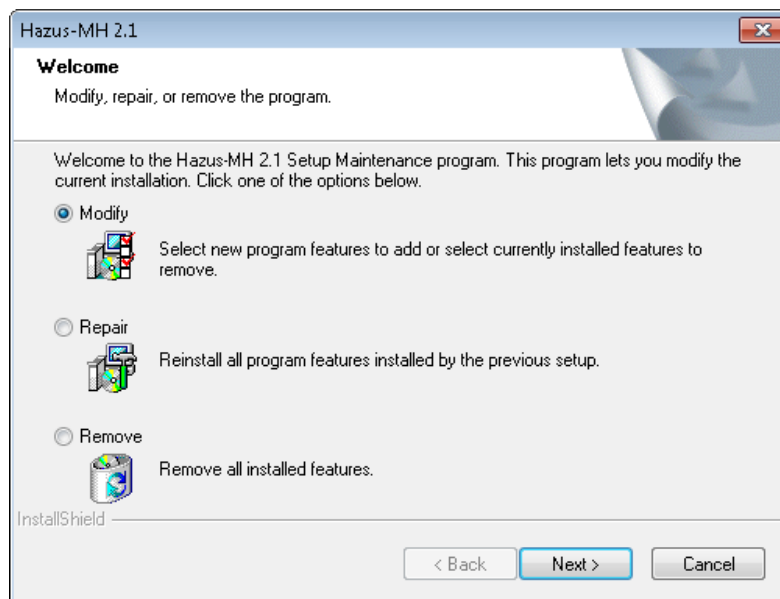 Hazus-MH 2.1
Welcome
Modify, repair, or remove the program.
Welcome to the Hazus-MH 2.1 Setup Maintenance program. This program lets you modify the
current installation. Click one of the options below.
Modify
Select new program features to add or select currently installed features to
remove.
Repair
Reinstall all program features installed by the previous setup.
Remove
Remove all installed features.
InstallShield
< Back
Next >
Cancel